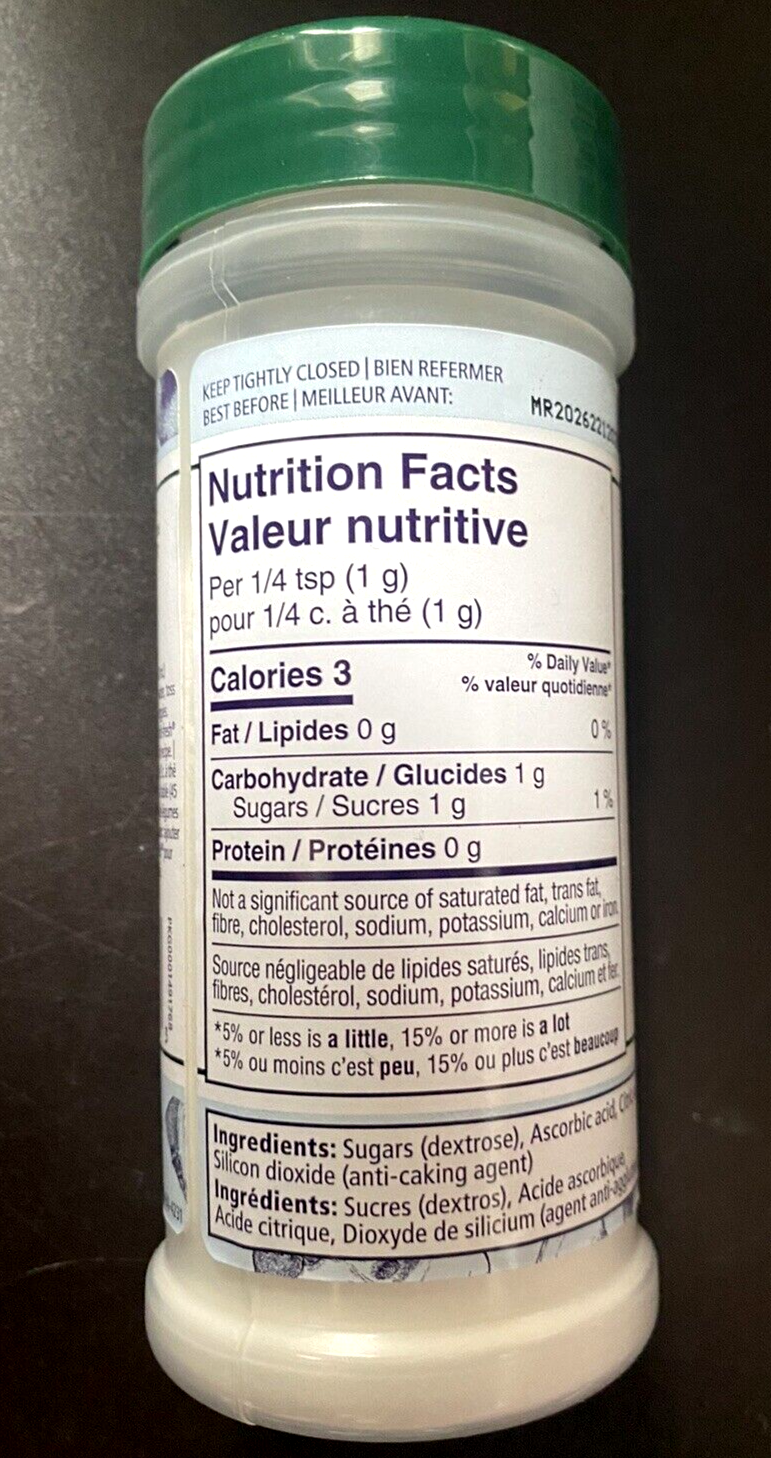 KEEP TIGHTLY CLOSED | BIEN REFERMER
BEST BEFORE | MEILLEUR AVANT:
Nutrition Facts
Valeur nutritive
Per 1/4 tsp (1 g)
pour 1/4 c. à thé (1 g)
% Daily Value*
Calories 3
% valeur quotidienne*
Fat / Lipides 0 g 0 %
Carbohydrate / Glucides 1 g
Sugars / Sucres 1 g 1 %
Protein / Protéines 0 g
Not a significant source of saturated fat, trans fat,
fibre, cholesterol, sodium, potassium, calcium or iron.
Source négligeable de lipides saturés, lipides trans,
fibres, cholestérol, sodium, potassium, calcium et fer.
*5% or less is a little, 15% or more is a lot
*5% ou moins c'est peu, 15% ou plus c'est beaucoup
Ingredients: Sugars (dextrose), Ascorbic acid,
Silicon dioxide (anti-caking agent)
Ingrédients: Sucres (dextros), Acide ascorbique,
Acide citrique, Dioxyde de silicium (agent